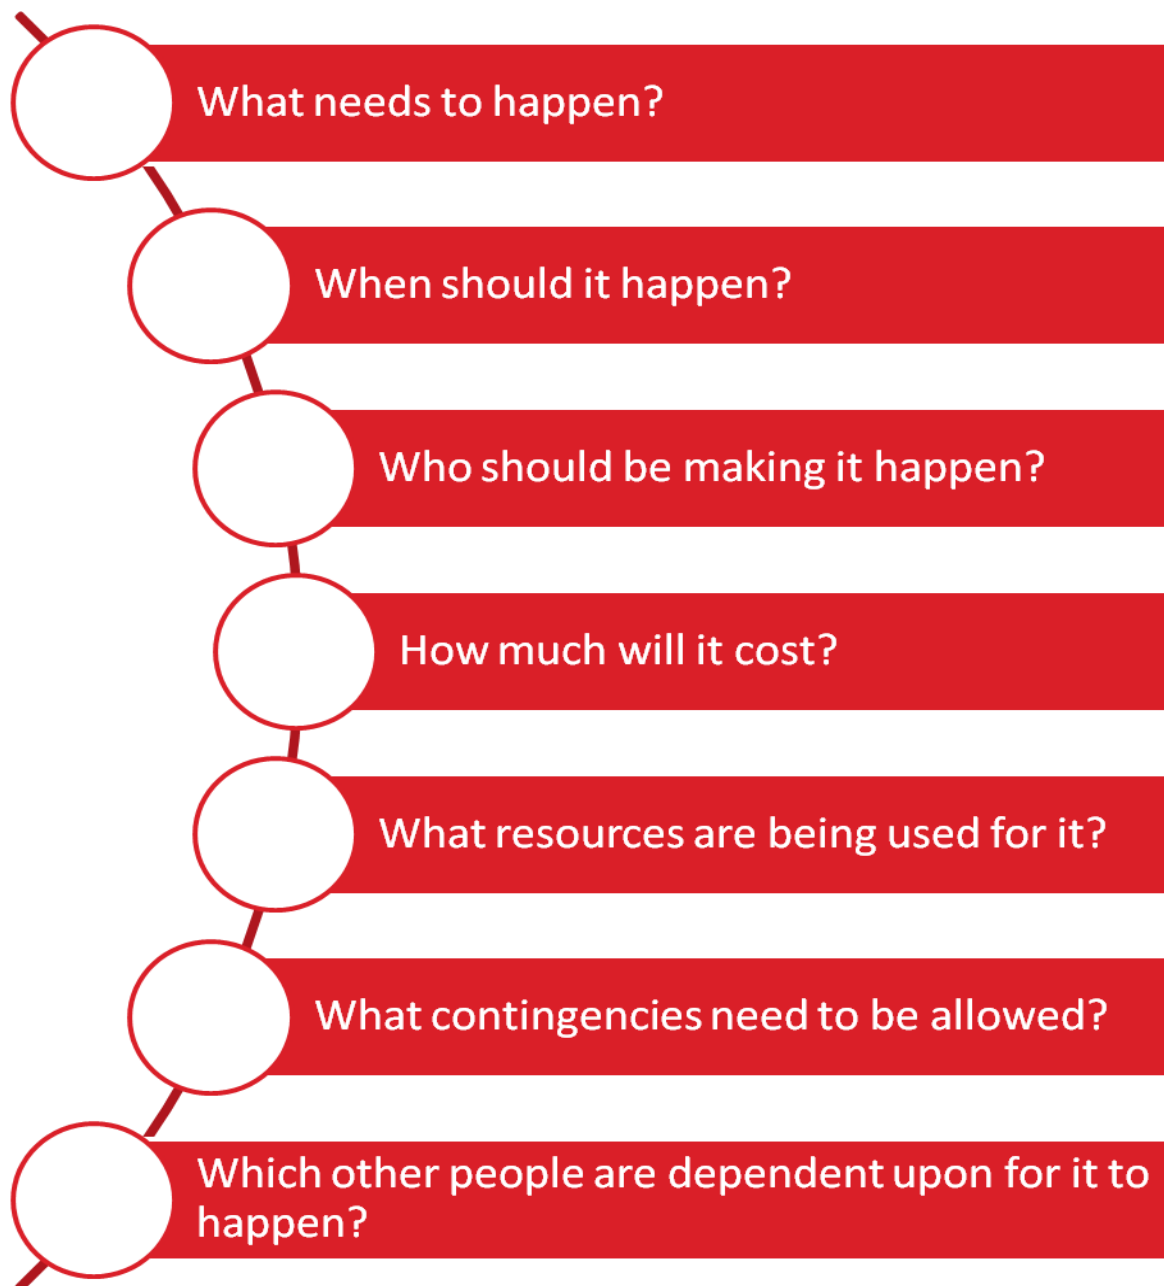 What needs to happen?
When should it happen?
Who should be making it happen?
How much will it cost?
What resources are being used for it?
What contingencies need to be allowed?
Which other people are dependent upon for it to
happen?